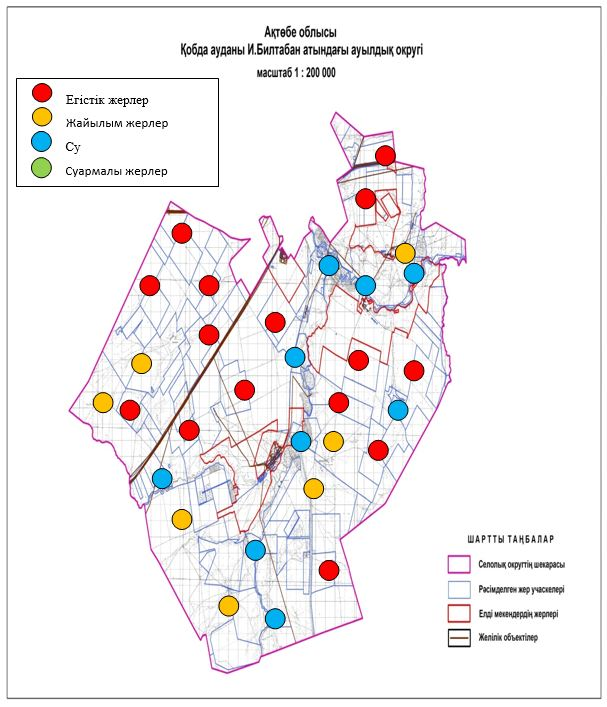 Ақтөбе облысы
Қобда ауданы И.Билтабан атындағы ауылдық округі
масштаб 1 : 200 000
Егістік жерлер
Жайылым жерлер
Су
Суармалы жерлер
ШАРТТЫ ТАҢБАЛАР
Селолық округтің шекарасы
Рәсімделген жер учаскелері
Елді мекендердің жерлері
Желілік объектілер